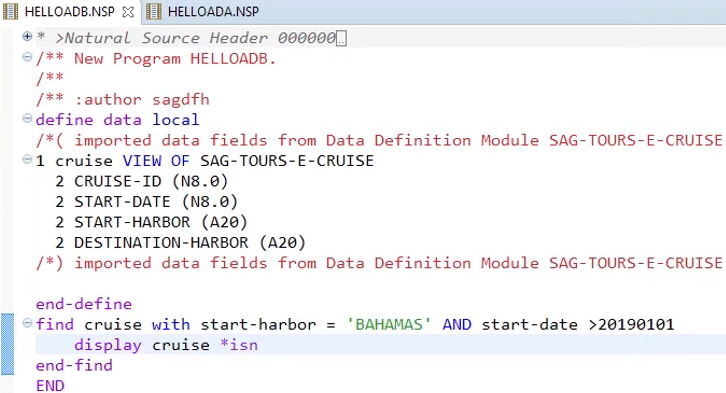 HELLOADB.NSP HELLOADA.NSP
* >Natural Source Header 000000..
/** New Program HELLOADB.
/**
/** :author sagdfh
define data local
/*( imported data fields from Data Definition Module SAG-TOURS-E-CRUISE
1 cruise VIEW OF SAG-TOURS-E-CRUISE
2 CRUISE-ID (N8.0)
2 START-DATE (N8.0)
2 START-HARBOR (A20)
2 DESTINATION-HARBOR (A20)
/*) imported data fields from Data Definition Module SAG-TOURS-E-CRUISE
end-define
find cruise with start-harbor = 'BAHAMAS' AND start-date >20190101
display cruise *isn
end-find
END